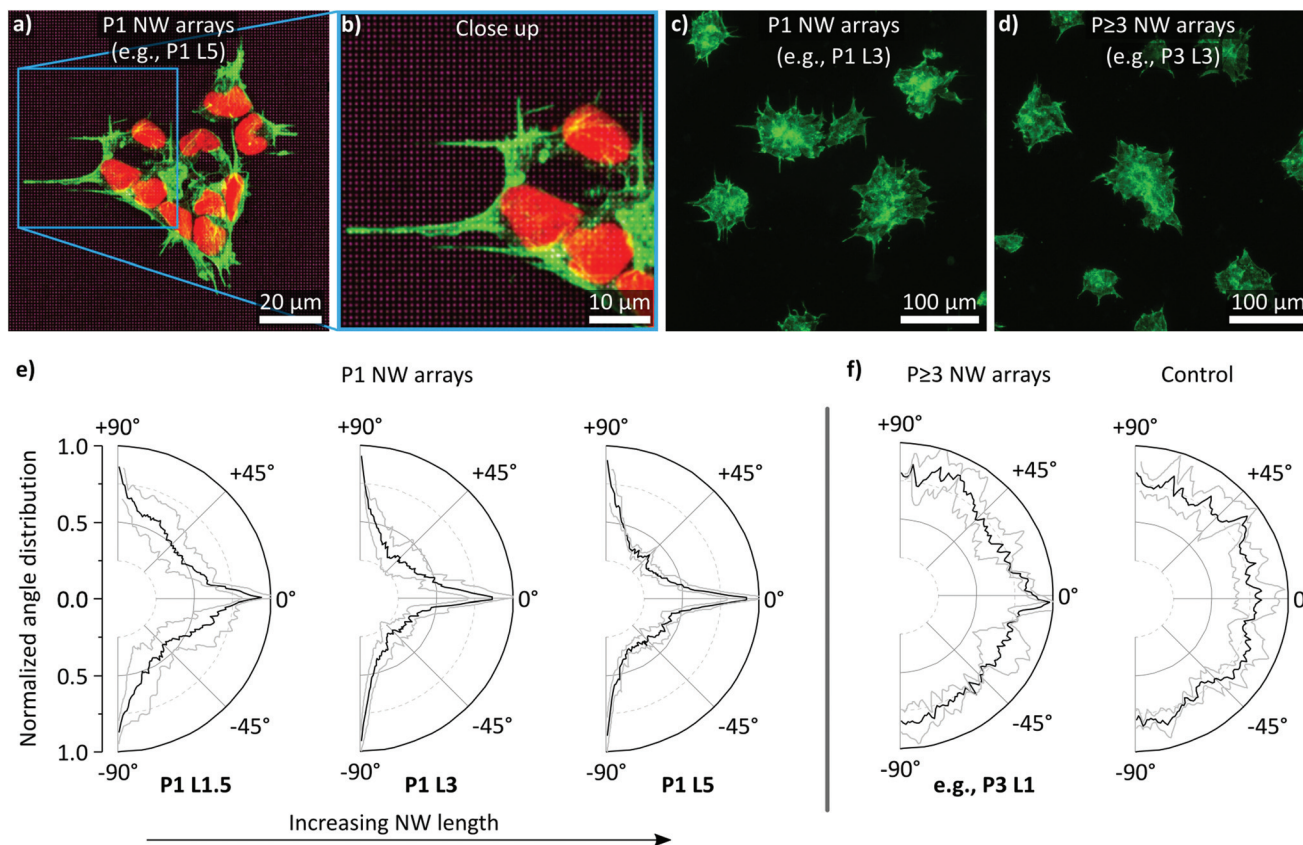 a) P1 NW arrays
(e.g., P1 L5)
20 μm
b) Close up
10 μm
c) P1 NW arrays
(e.g., P1 L3)
100 μm
d) P≥3 NW arrays
(e.g., P3 L3)
100 μm
e) P1 NW arrays
Normalized angle distribution
1.0
0.5
0.0
0.5
1.0
+90°
+45°
0°
-45°
-90°
P1 L1.5
+90°
+45°
0°
-45°
-90°
P1 L3
+90°
+45°
0°
-45°
-90°
P1 L5
Increasing NW length
f) P≥3 NW arrays
+90°
+45°
0°
-45°
-90°
e.g., P3 L1
Control
+90°
+45°
0
-45°
-90°